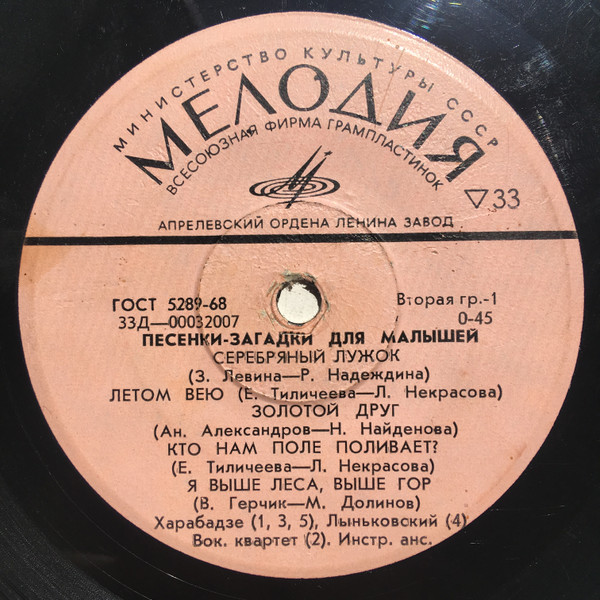 МИНИСТЕРСТВО КУЛЬТУРЫ СССР
МЕЛОДИЯ
ВСЕСОЮЗНАЯ ФИРМА ГРАМПЛАСТИНОК
33
АПРЕЛЕВСКИЙ ОРДЕНА ЛЕНИНА ЗАВОД
ГОСТ 5289-68 Вторая гр.-1
33Д—00032007 0-45
ПЕСЕНКИ-ЗАГАДКИ ДЛЯ МАЛЫШЕЙ
СЕРЕБРЯНЫЙ ЛУЖОК
(З. Левина—Р. Надеждина)
ЛЕТОМ ВЕЮ (Е. Тиличеева—Л. Некрасова)
ЗОЛОТОЙ ДРУГ
(Ан. Александров—Н. Найденова)
КТО НАМ ПОЛЕ ПОЛИВАЕТ?
(Е. Тиличеева—Л. Некрасова)
Я ВЫШЕ ЛЕСА, ВЫШЕ ГОР
(В. Герчик—М. Долинов)
Харабадзе (1, 3, 5), Лыньковский (4)
Вок. квартет (2). Инстр. анс.